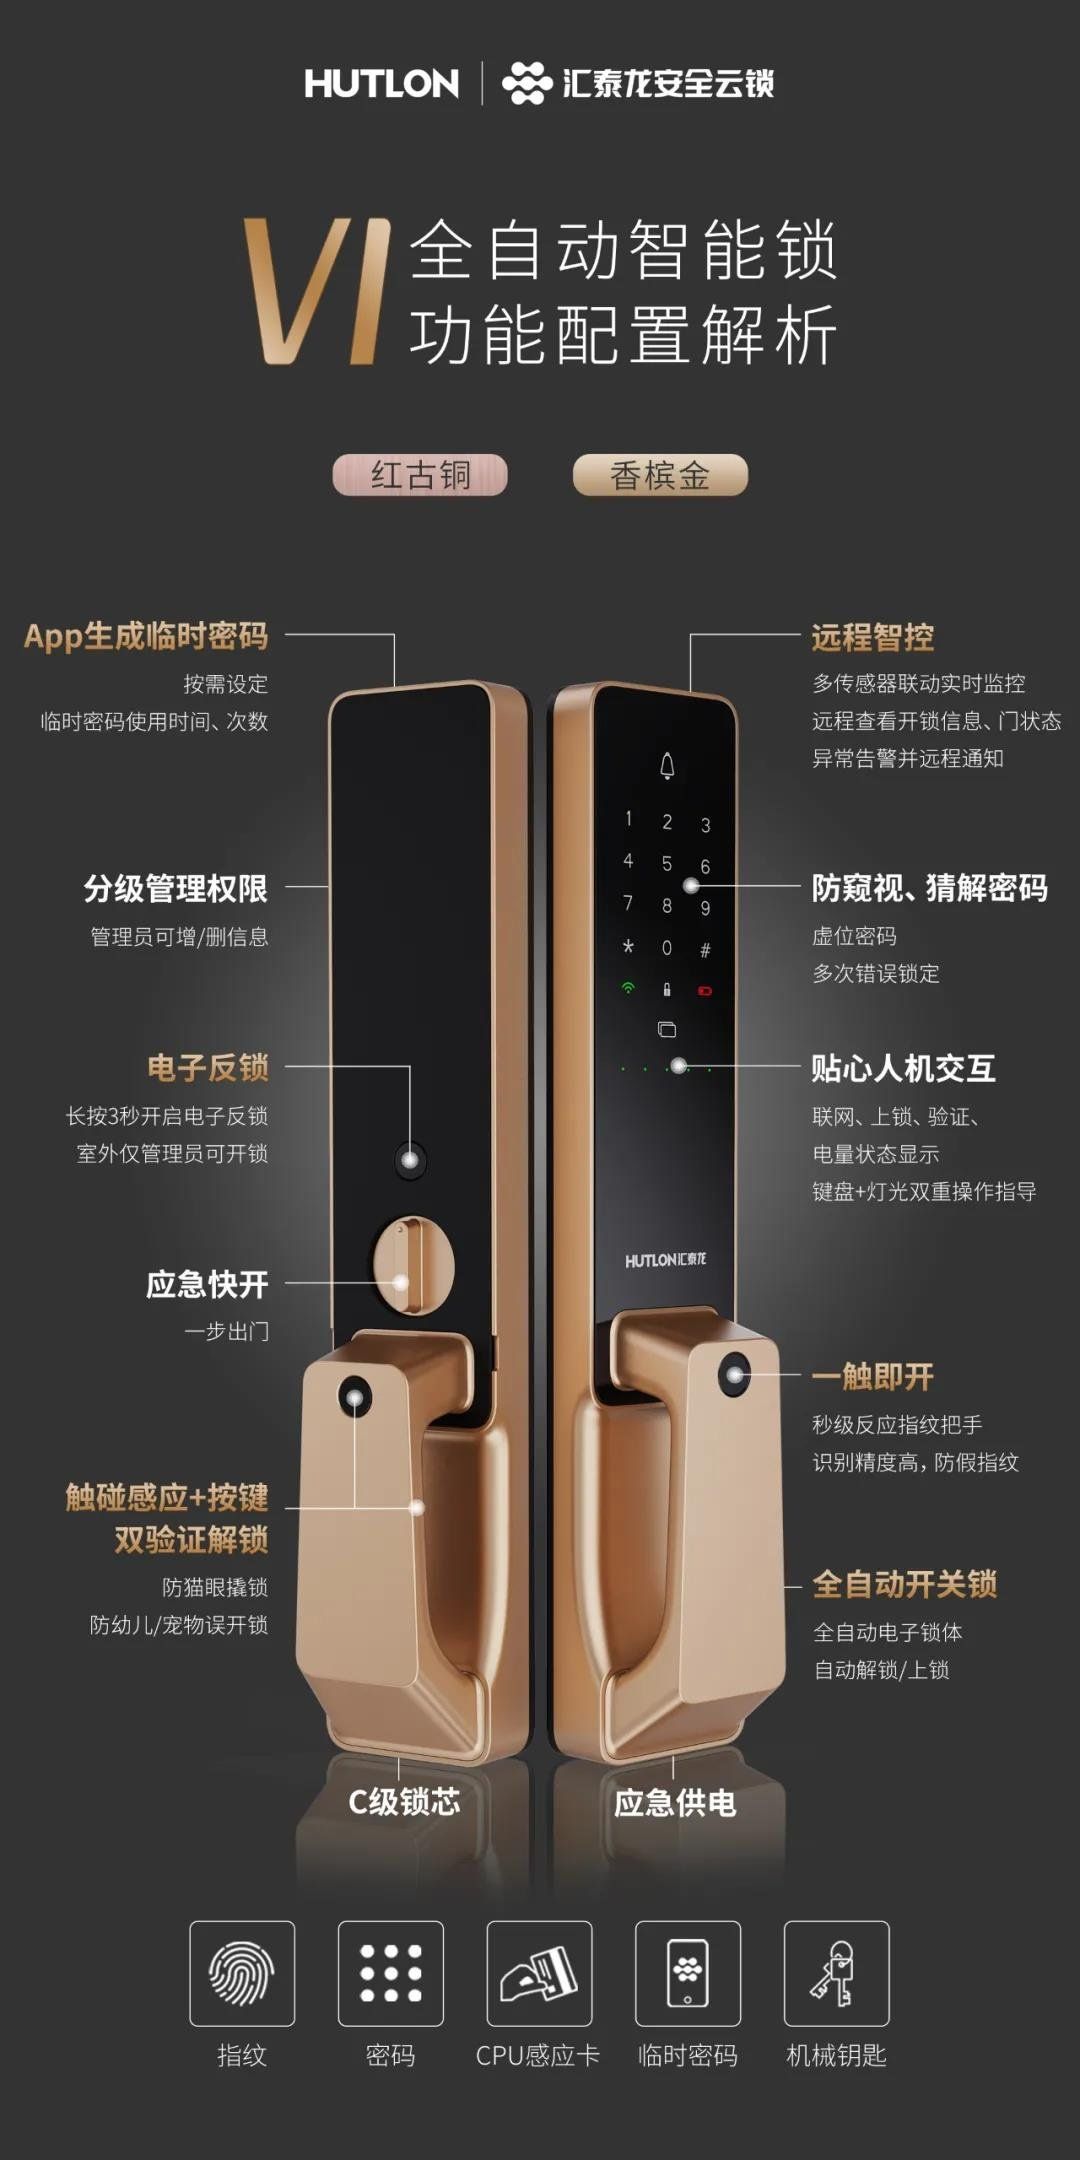 HUTLON 汇泰龙安全云锁
VI 全自动智能锁
功能配置解析
红古铜
香槟金
App生成临时密码
按需设定
临时密码使用时间、次数
远程智控
多传感器联动实时监控
远程查看开锁信息、门状态
异常告警并远程通知
分级管理权限
管理员可增/删信息
防窥视、猜解密码
虚位密码
多次错误锁定
电子反锁
长按3秒开启电子反锁
室外仅管理员可开锁
贴心人机交互
联网、上锁、验证、
电量状态显示
键盘+灯光双重操作指导
应急快开
一步出门
一触即开
秒级反应指纹把手
识别精度高，防假指纹
触碰感应+按键
双验证解锁
防猫眼撬锁
防幼儿/宠物误开锁
全自动开关锁
全自动电子锁体
自动解锁/上锁
1 2 3
4 5 6
7 8 9
* 0 #
HUTLON汇泰龙
C级锁芯
应急供电
指纹
密码
CPU感应卡
临时密码
机械钥匙